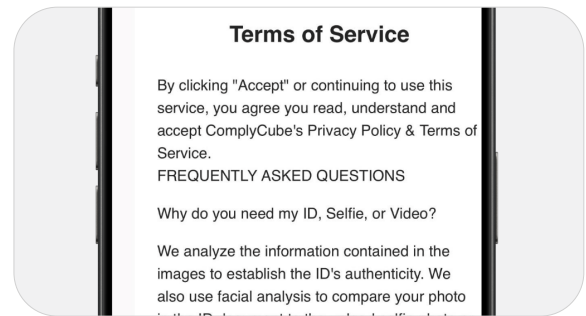 Terms of Service
By clicking "Accept" or continuing to use this
service, you agree you read, understand and
accept ComplyCube's Privacy Policy & Terms of
Service.
FREQUENTLY ASKED QUESTIONS
Why do you need my ID, Selfie, or Video?
We analyze the information contained in the
images to establish the ID's authenticity. We
also use facial analysis to compare your photo